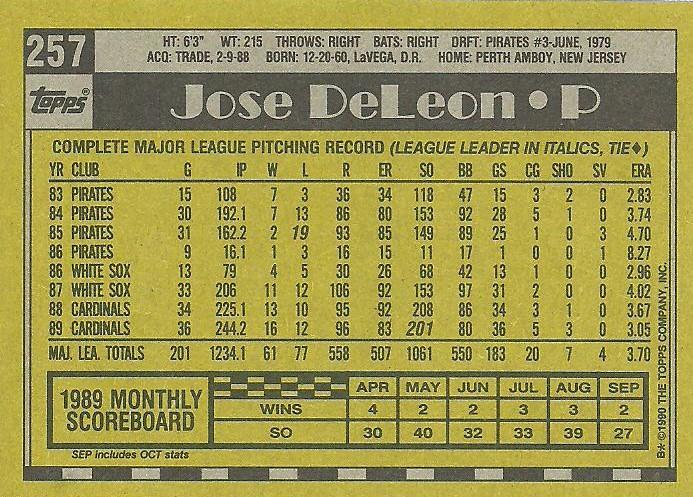 257
HT: 6'3" WT: 215 THROWS: RIGHT BATS: RIGHT DRFT: PIRATES #3-JUNE, 1979
ACQ: TRADE, 2-9-88 BORN: 12-20-60, LaVEGA, D.R. HOME: PERTH AMBOY, NEW JERSEY
topps®
Jose DeLeon • P
COMPLETE MAJOR LEAGUE PITCHING RECORD (LEAGUE LEADER IN ITALICS, TIE♦)
YR CLUB G IP W L R ER SO BB GS CG SHO SV ERA
83 PIRATES 15 108 7 3 36 34 118 47 15 3 2 0 2.83
84 PIRATES 30 192.1 7 13 86 80 153 92 28 5 1 0 3.74
85 PIRATES 31 162.2 2 19 93 85 149 89 25 1 0 3 4.70
86 PIRATES 9 16.1 1 3 16 15 11 17 1 0 0 1 8.27
86 WHITE SOX 13 79 4 5 30 26 68 42 13 1 0 0 2.96
87 WHITE SOX 33 206 11 12 106 92 153 97 31 2 0 0 4.02
88 CARDINALS 34 225.1 13 10 95 92 208 86 34 3 1 0 3.67
89 CARDINALS 36 244.2 16 12 96 83 201 80 36 5 3 0 3.05
MAJ. LEA. TOTALS 201 1234.1 61 77 558 507 1061 550 183 20 7 4 3.70
1989 MONTHLY
SCOREBOARD
APR MAY JUN JUL AUG SEP
WINS 4 2 2 3 3 2
SO 30 40 32 33 39 27
SEP includes OCT stats
B* ©1990 THE TOPPS COMPANY, INC.